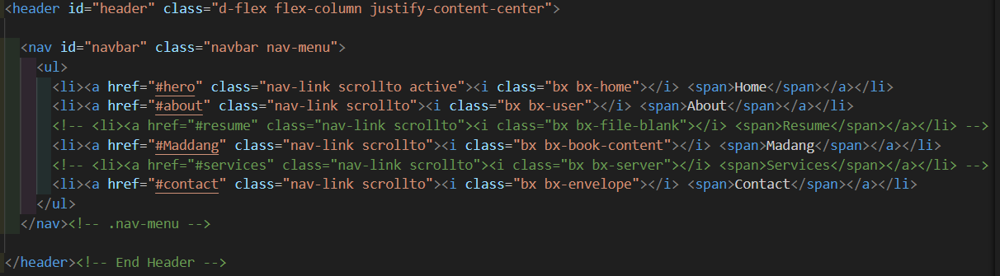 <header id="header" class="d-flex flex-column justify-content-center">
<nav id="navbar" class="navbar nav-menu">
<ul>
<li><a href="#hero" class="nav-link scrollto active"><i class="bx bx-home"></i> <span>Home</span></a></li>
<li><a href="#about" class="nav-link scrollto"><i class="bx bx-user"></i> <span>About</span></a></li>
<!-- <li><a href="#resume" class="nav-link scrollto"><i class="bx bx-file-blank"></i> <span>Resume</span></a></li> -->
<li><a href="#Maddang" class="nav-link scrollto"><i class="bx bx-book-content"></i> <span>Madang</span></a></li>
<!-- <li><a href="#services" class="nav-link scrollto"><i class="bx bx-server"></i> <span>Services</span></a></li> -->
<li><a href="#contact" class="nav-link scrollto"><i class="bx bx-envelope"></i> <span>Contact</span></a></li>
</ul>
</nav><!-- .nav-menu -->
</header><!-- End Header -->